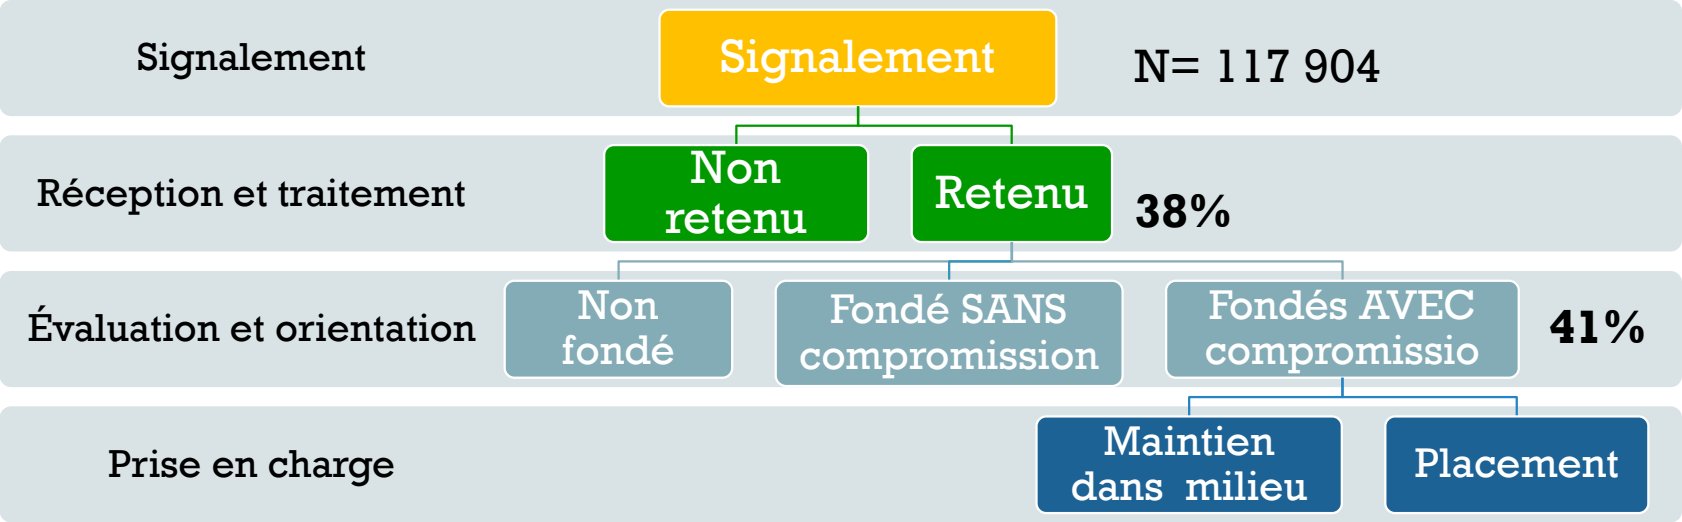 Signalement
Signalement
N= 117 904
Réception et traitement
Non
retenu
Retenu
38%
Évaluation et orientation
Non
fondé
Fondé SANS
compromission
Fondés AVEC
compromissio
41%
Prise en charge
Maintien
dans milieu
Placement